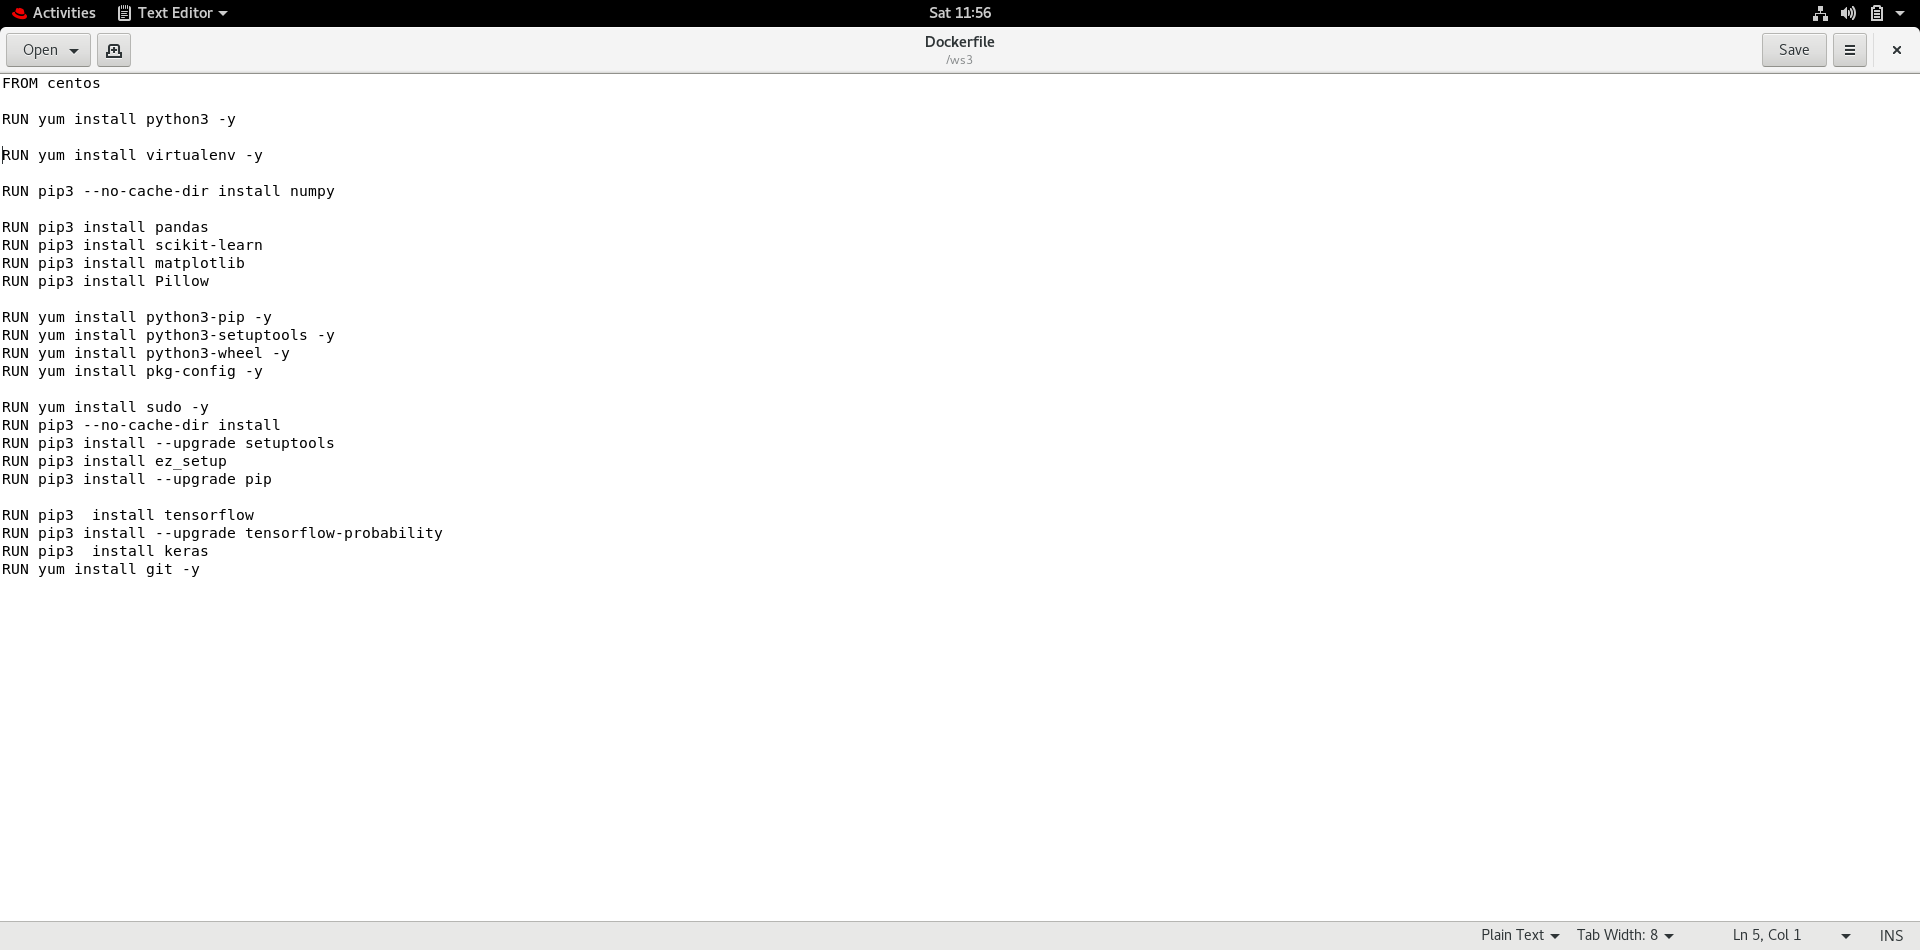 Activities Text Editor Sat 11:56
Open Dockerfile Save
/ws3
FROM centos
RUN yum install python3 -y
RUN yum install virtualenv -y
RUN pip3 --no-cache-dir install numpy
RUN pip3 install pandas
RUN pip3 install scikit-learn
RUN pip3 install matplotlib
RUN pip3 install Pillow
RUN yum install python3-pip -y
RUN yum install python3-setuptools -y
RUN yum install python3-wheel -y
RUN yum install pkg-config -y
RUN yum install sudo -y
RUN pip3 --no-cache-dir install
RUN pip3 install --upgrade setuptools
RUN pip3 install ez_setup
RUN pip3 install --upgrade pip
RUN pip3  install tensorflow
RUN pip3 install --upgrade tensorflow-probability
RUN pip3  install keras
RUN yum install git -y
Plain Text Tab Width: 8 Ln 5, Col 1 INS